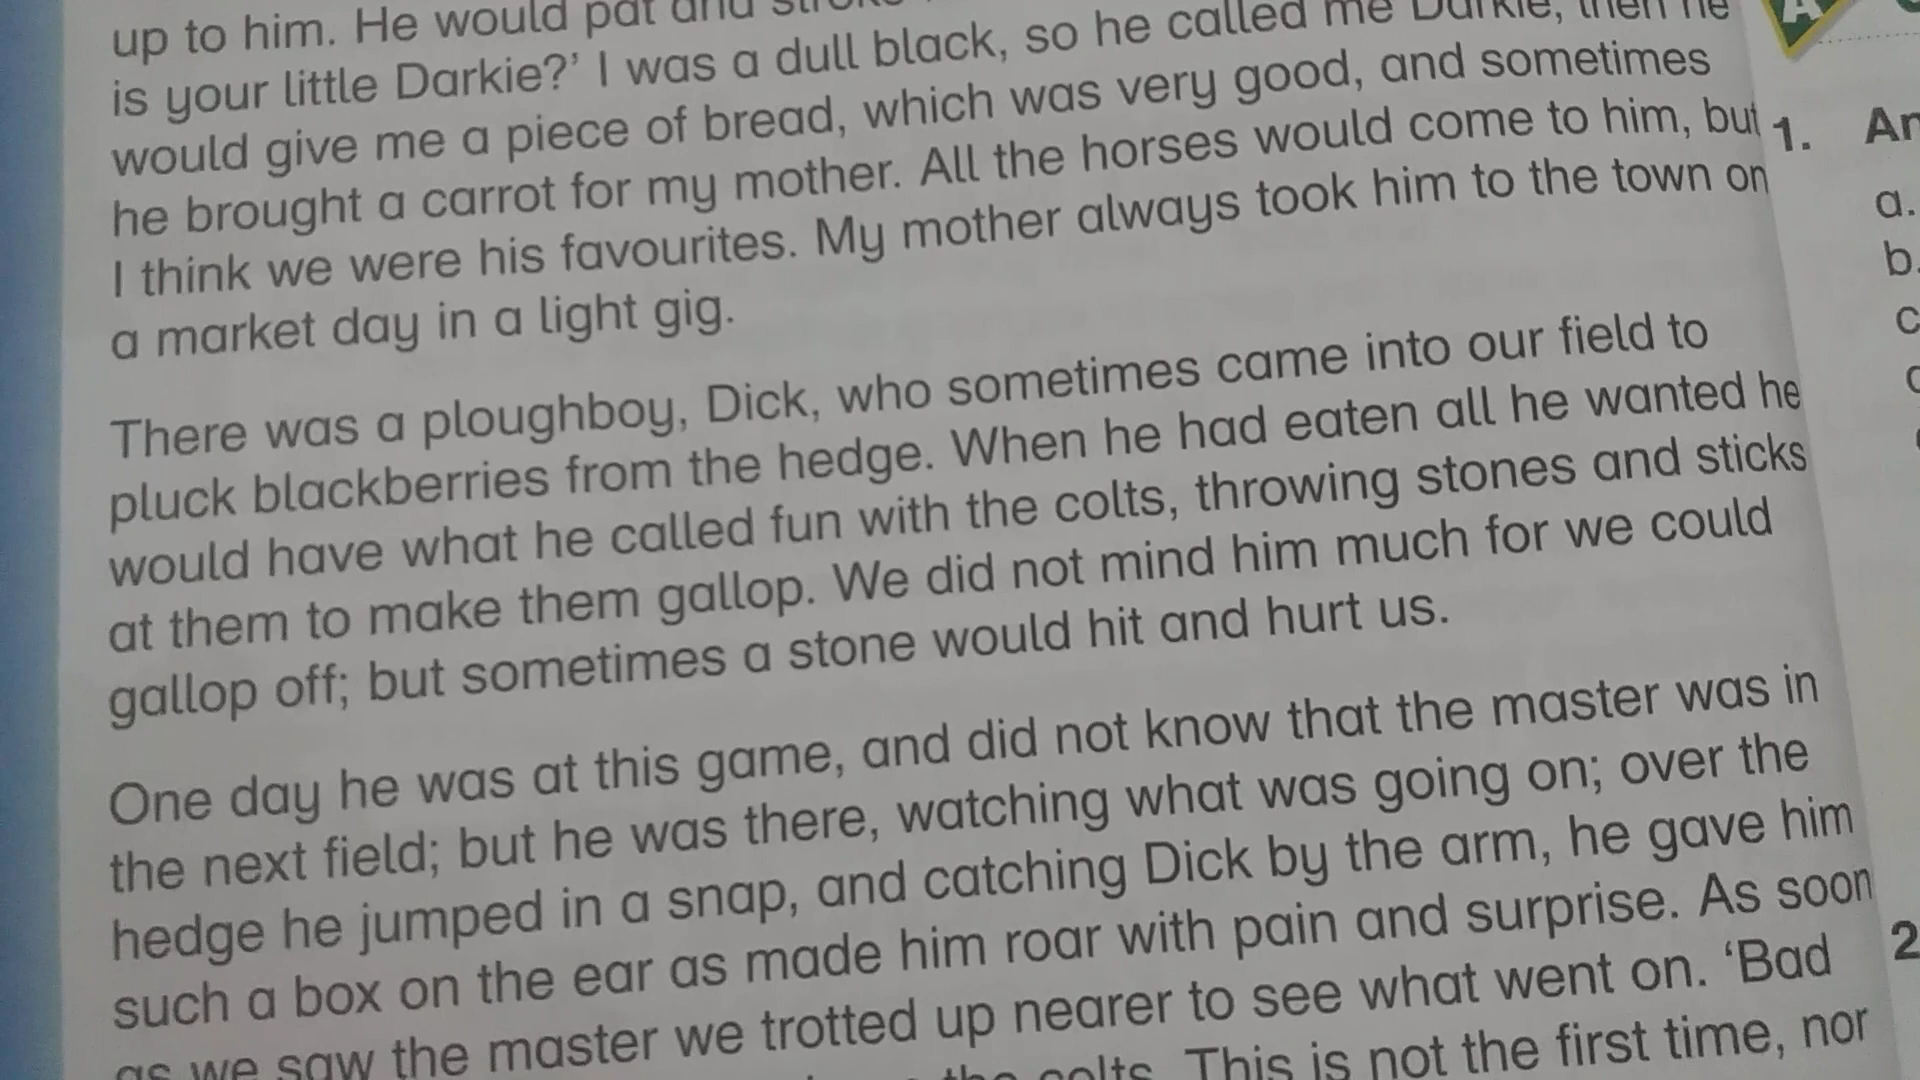 up to him. He would pat and
is your little Darkie?' I was a dull black, so he called me Darkie, then he
would give me a piece of bread, which was very good, and sometimes
he brought a carrot for my mother. All the horses would come to him, but
I think we were his favourites. My mother always took him to the town on
a market day in a light gig.
There was a ploughboy, Dick, who sometimes came into our field to
pluck blackberries from the hedge. When he had eaten all he wanted he
would have what he called fun with the colts, throwing stones and sticks
at them to make them gallop. We did not mind him much for we could
gallop off; but sometimes a stone would hit and hurt us.
One day he was at this game, and did not know that the master was in
the next field; but he was there, watching what was going on; over the
hedge he jumped in a snap, and catching Dick by the arm, he gave him
such a box on the ear as made him roar with pain and surprise. As soon
as we saw the master we trotted up nearer to see what went on. 'Bad
the colts. This is not the first time, nor
A
1.
a.
b.
c
2